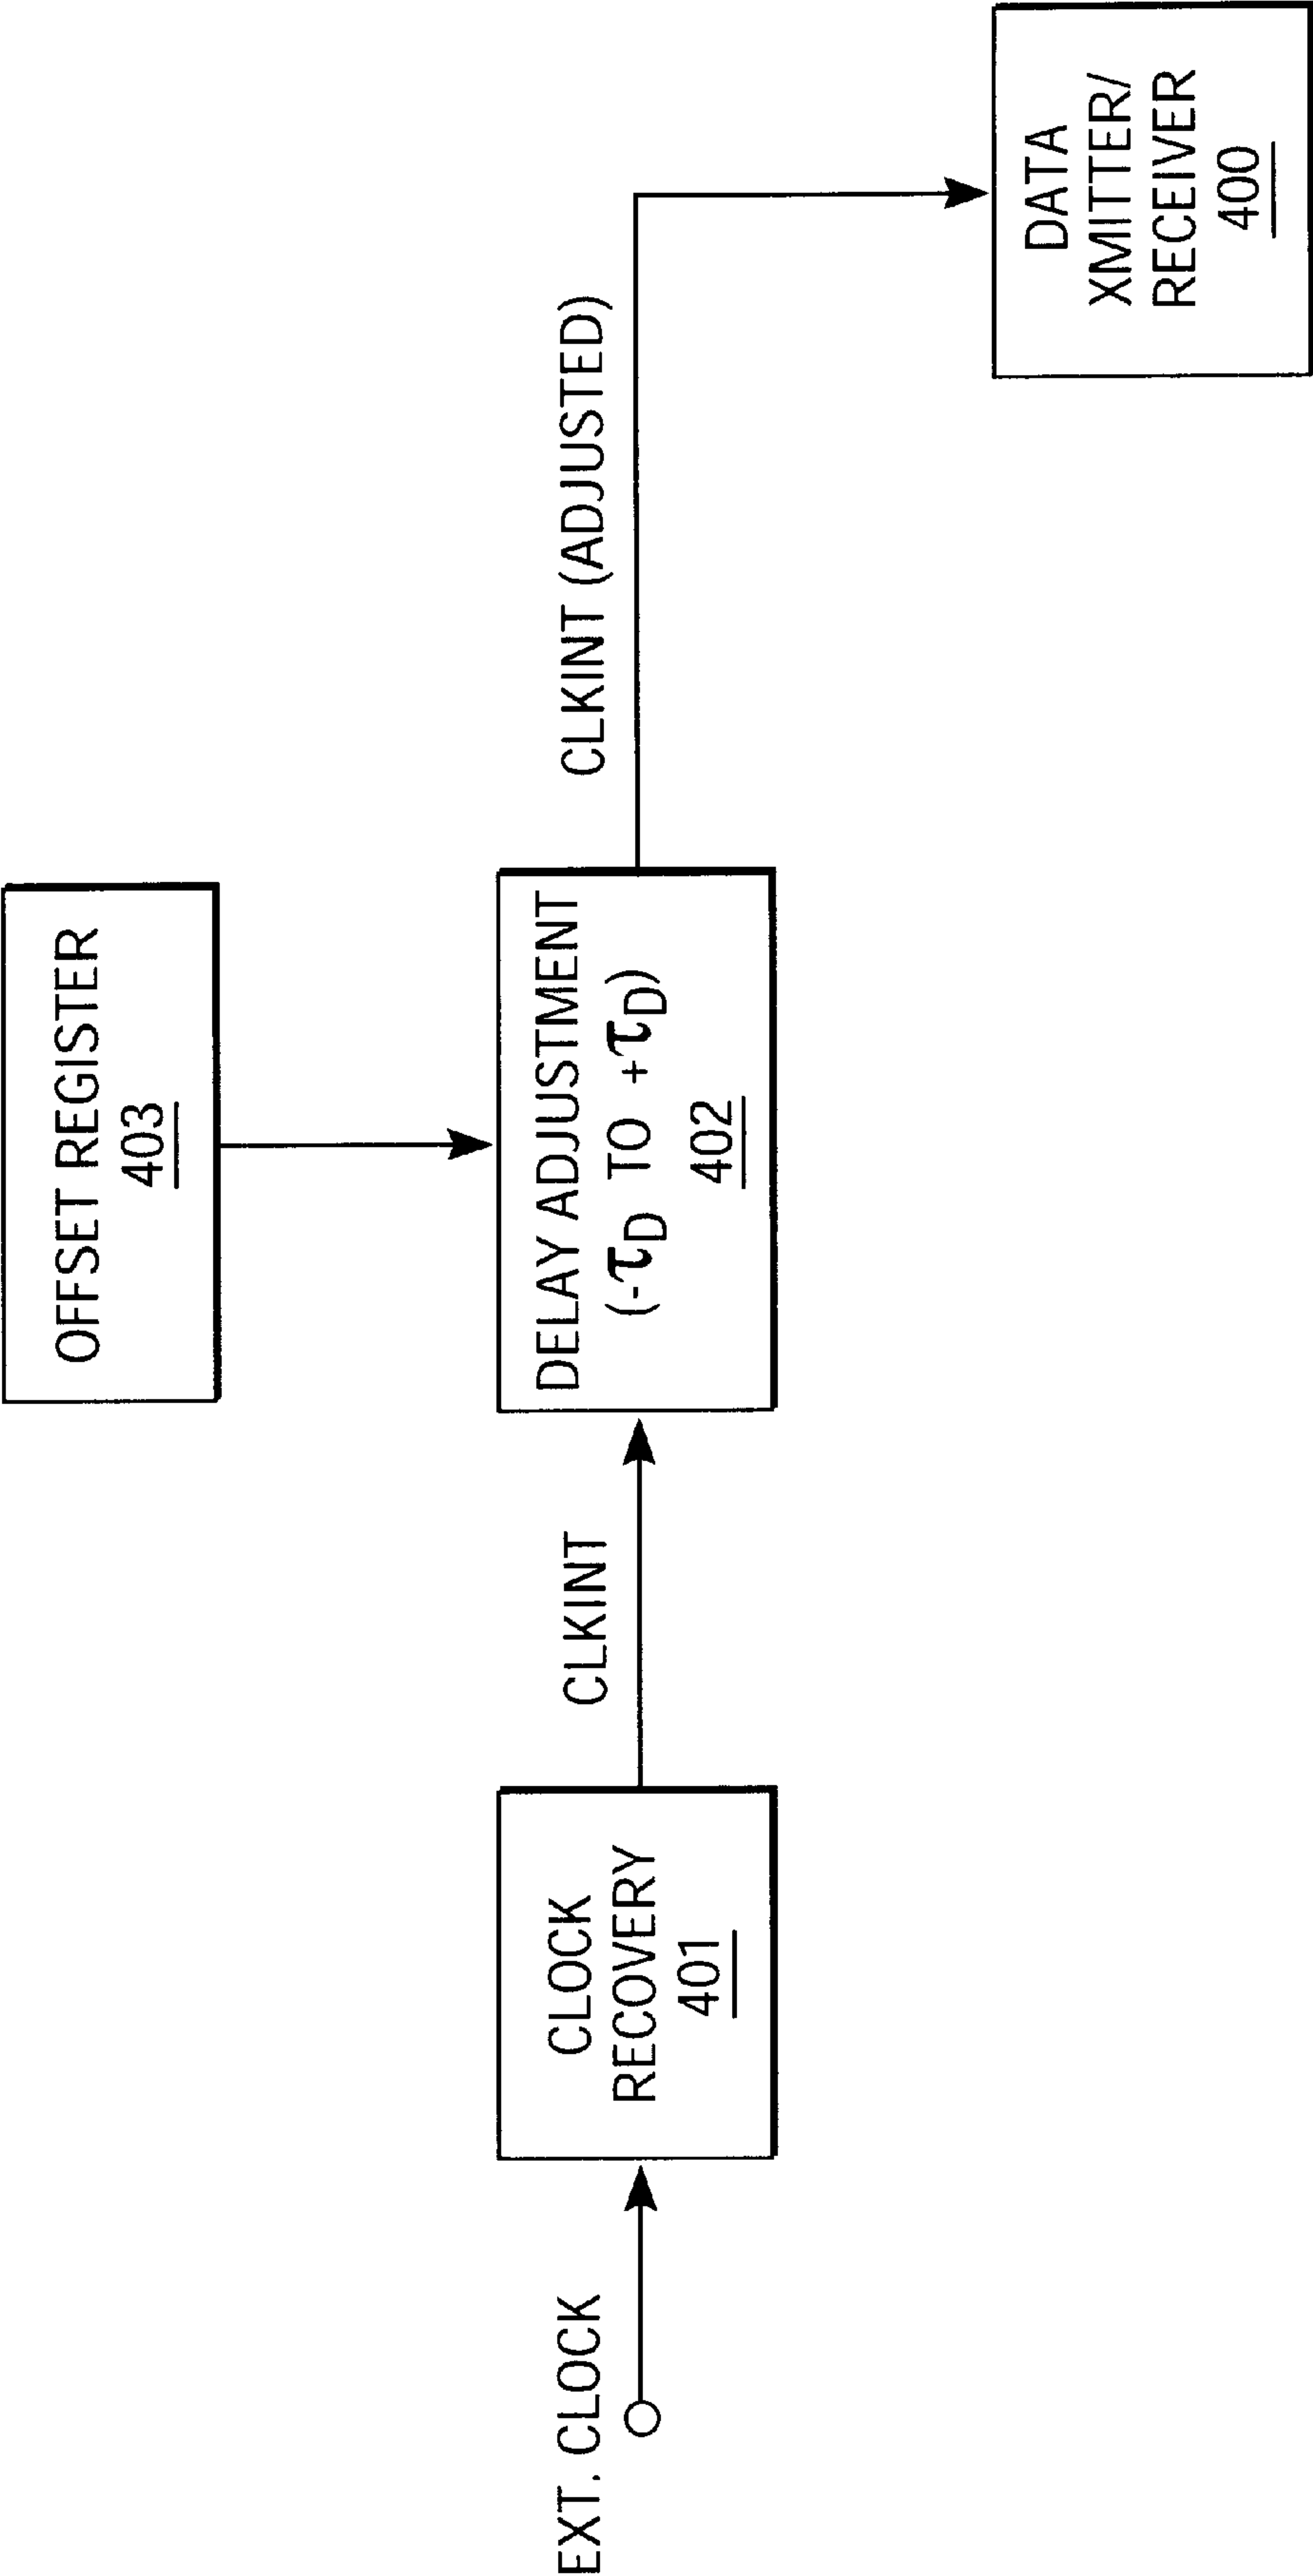 OFFSET REGISTER
403
EXT. CLOCK
CLOCK
RECOVERY
401
CLKINT
DELAY ADJUSTMENT
(-τD TO +τD)
402
CLKINT (ADJUSTED)
DATA
XMITTER/
RECEIVER
400